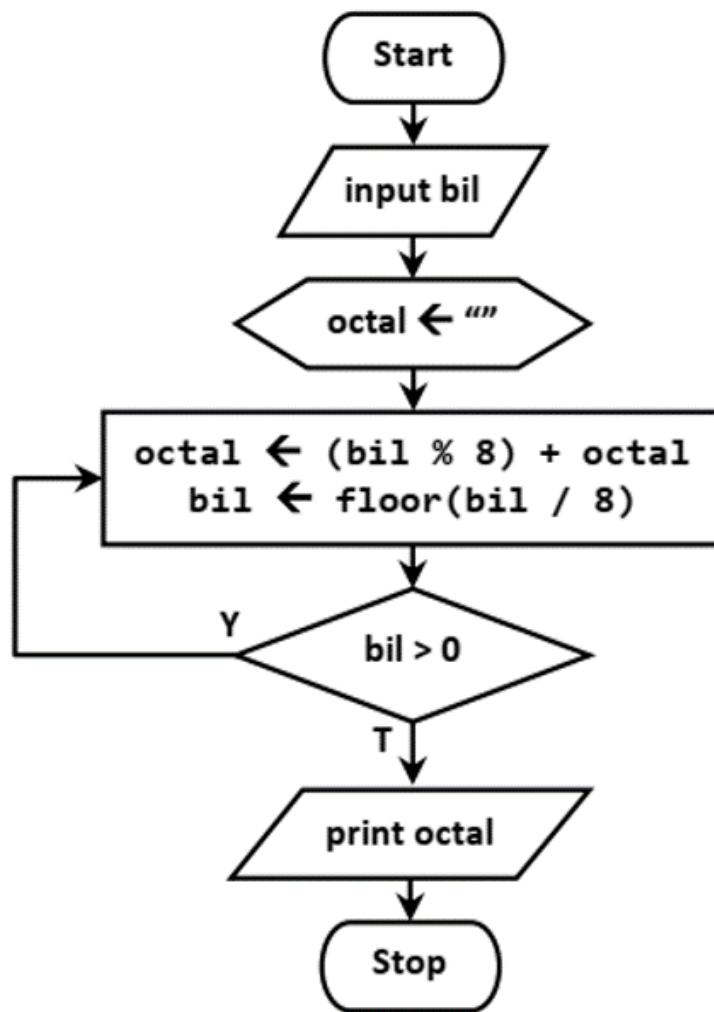 Start
input bil
octal 🡨 “”
octal 🡨 (bil % 8) + octal
bil 🡨 floor(bil / 8)
Y
bil > 0
T
print octal
Stop